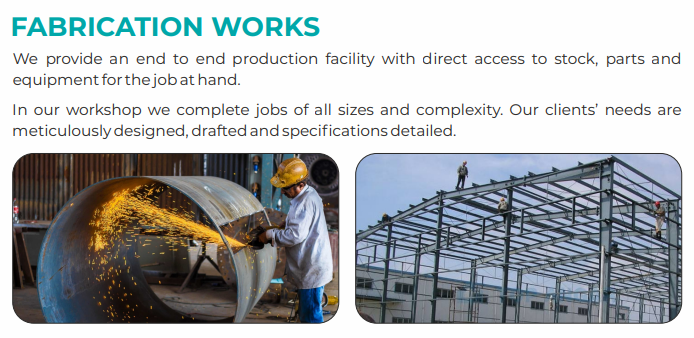 FABRICATION WORKS
We provide an end to end production facility with direct access to stock, parts and
equipment for the job at hand.
In our workshop we complete jobs of all sizes and complexity. Our clients’ needs are
meticulously designed, drafted and specifications detailed.